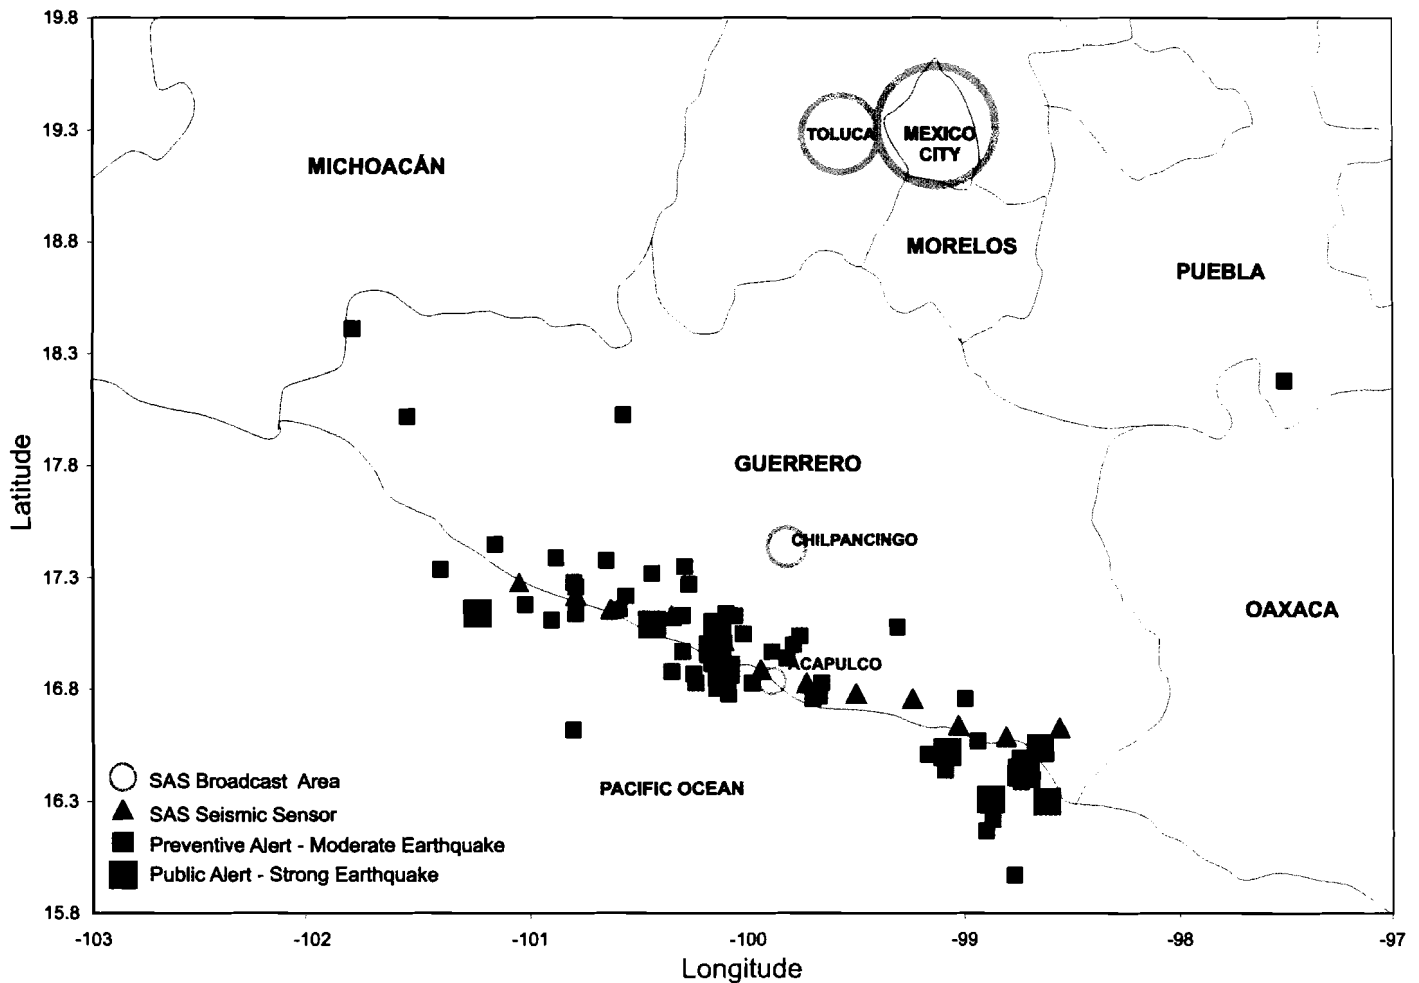 19.8
19.3
18.8
18.3
17.8
17.3
16.8
16.3
15.8
Latitude
MICHOACÁN
TOLUCA
MEXICO
CITY
MORELOS
PUEBLA
GUERRERO
CHILPANCINGO
OAXACA
ACAPULCO
PACIFIC OCEAN
SAS Broadcast Area
SAS Seismic Sensor
Preventive Alert - Moderate Earthquake
Public Alert - Strong Earthquake
-103 -102 -101 -100 -99 -98 -97
Longitude